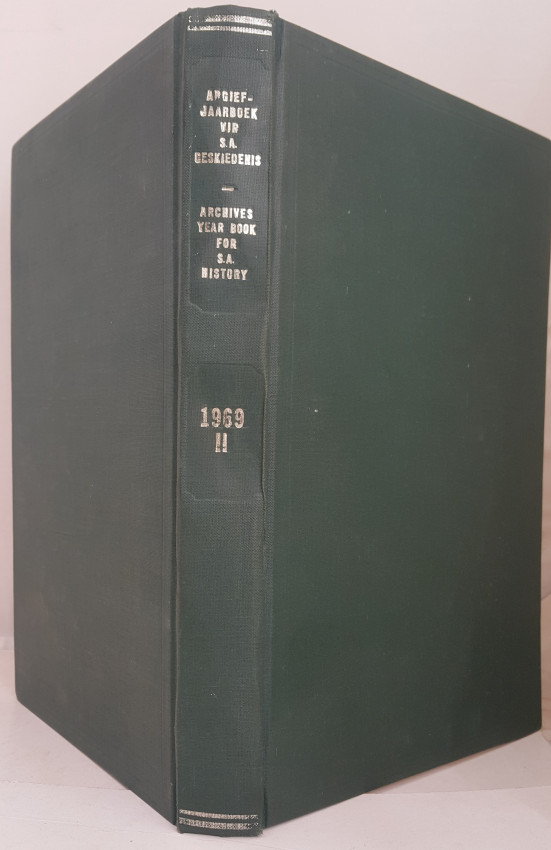 ARGIEF-
JAARBOEK
VIR
S.A.
GESKIEDENIS
—
ARCHIVES
YEAR BOOK
FOR
S.A.
HISTORY
1969
II